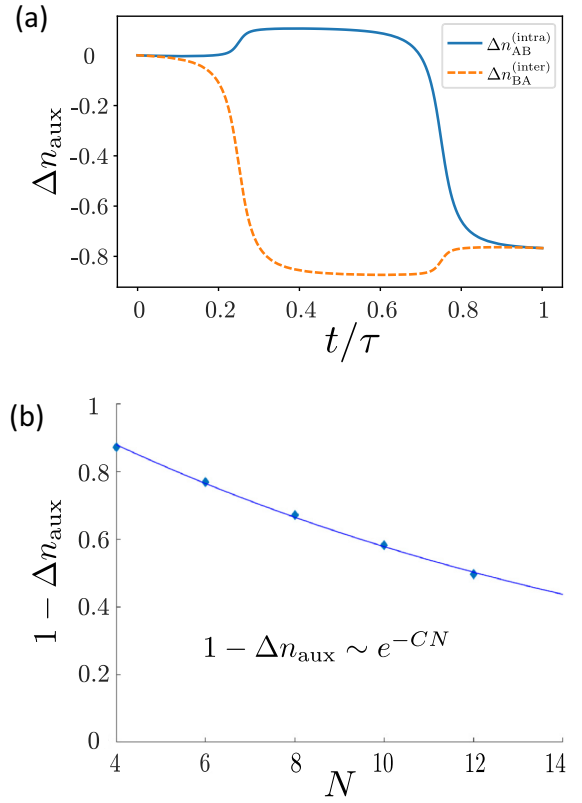 (a)
Δn_AB^(intra)
Δn_BA^(inter)
Δn_aux
0
-0.2
-0.4
-0.6
-0.8
0 0.2 0.4 0.6 0.8 1
t/τ
(b)
1 − Δn_aux
1
0.8
0.6
0.4
0.2
0
1 − Δn_aux ∼ e^−CN
4 6 8 10 12 14
N